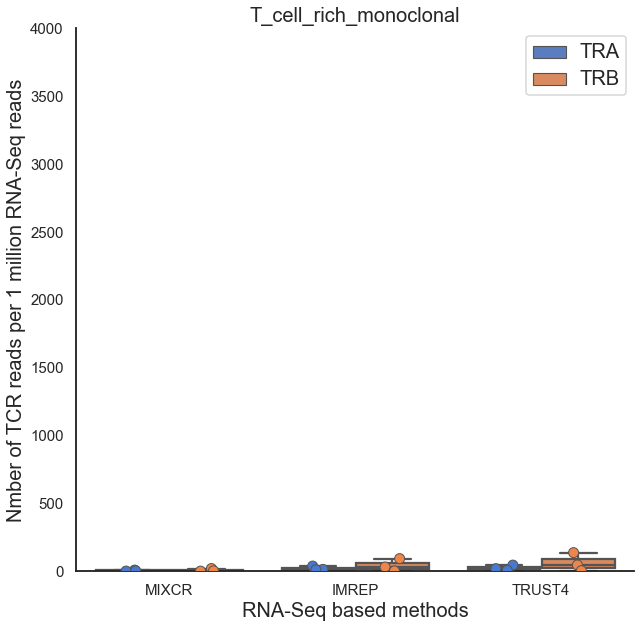 T_cell_rich_monoclonal
TRA
TRB
Nmber of TCR reads per 1 million RNA-Seq reads
4000
3500
3000
2500
2000
1500
1000
500
0
MIXCR
IMREP
TRUST4
RNA-Seq based methods